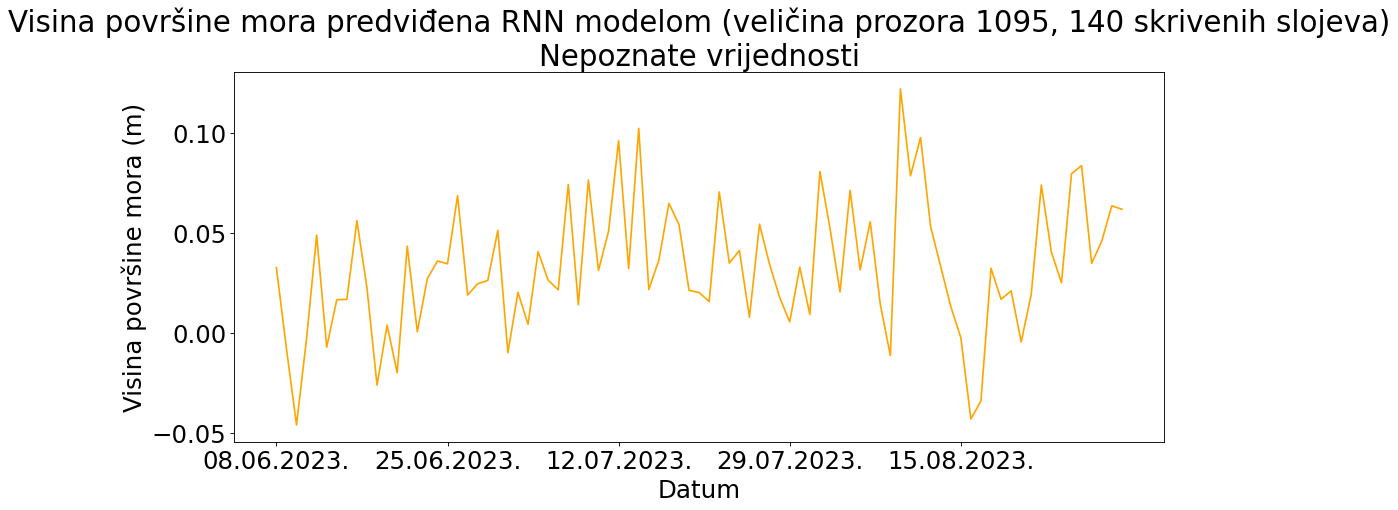 Visina površine mora predviđena RNN modelom (veličina prozora 1095, 140 skrivenih slojeva)
Nepoznate vrijednosti
Visina površine mora (m)
0.10
0.05
0.00
−0.05
08.06.2023. 25.06.2023. 12.07.2023. 29.07.2023. 15.08.2023.
Datum